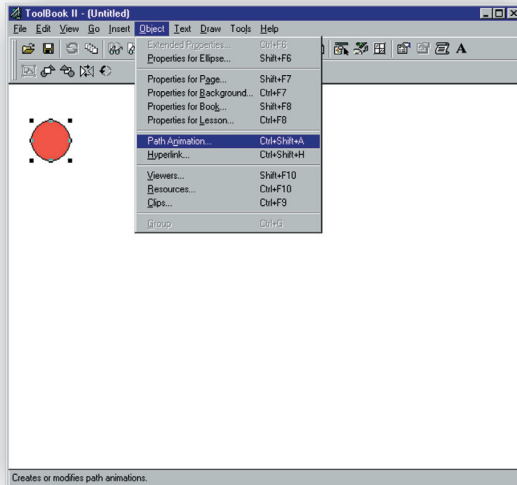 ToolBook II - (Untitled)
File Edit View Go Insert Object Text Draw Tools Help
Extended Properties... Ctrl+F6
Properties for Ellipse... Shift+F6
Properties for Page... Shift+F7
Properties for Background... Ctrl+F7
Properties for Book... Shift+F8
Properties for Lesson... Ctrl+F8
Path Animation... Ctrl+Shift+A
Hyperlink... Ctrl+Shift+H
Viewers... Shift+F10
Resources... Ctrl+F10
Clips... Ctrl+F9
Group Ctrl+G
Creates or modifies path animations.